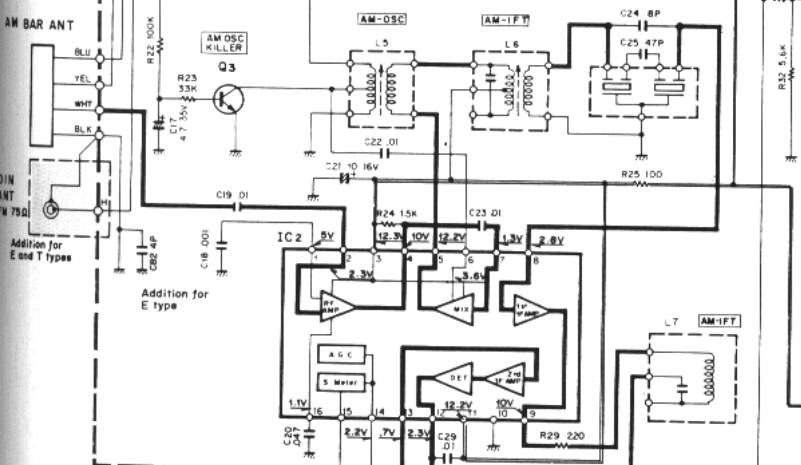 AM BAR ANT
BLU
YEL
WHT
BLK
R22 100K
AM OSC
KILLER
Q3
R23
33K
C17
4.7 35V
AM-OSC
L5
AM-IFT
L6
C24 8P
C25 47P
R32 5.6K
C22 .01
C21 10 16V
R25 100
ANT
FM 75Ω
H
Addition for
E and T types
C82 4P
Addition for
E type
C19 .01
C18 .001
IC2
R24 1.5K
C23 .01
5V
12.3V
10V
12.2V
1.3V
2.8V
1
2
3
4
5
6
7
8
2.3V
3.6V
RF
AMP
MIX
1st
IF AMP
L7
AM-IFT
AGC
S Meter
DET
2nd
IF AMP
1.1V
12.2V
10V
16
15
14
13
12
11
10
9
C20
.047
2.2V
.7V
2.3V
C29
.01
R29 220